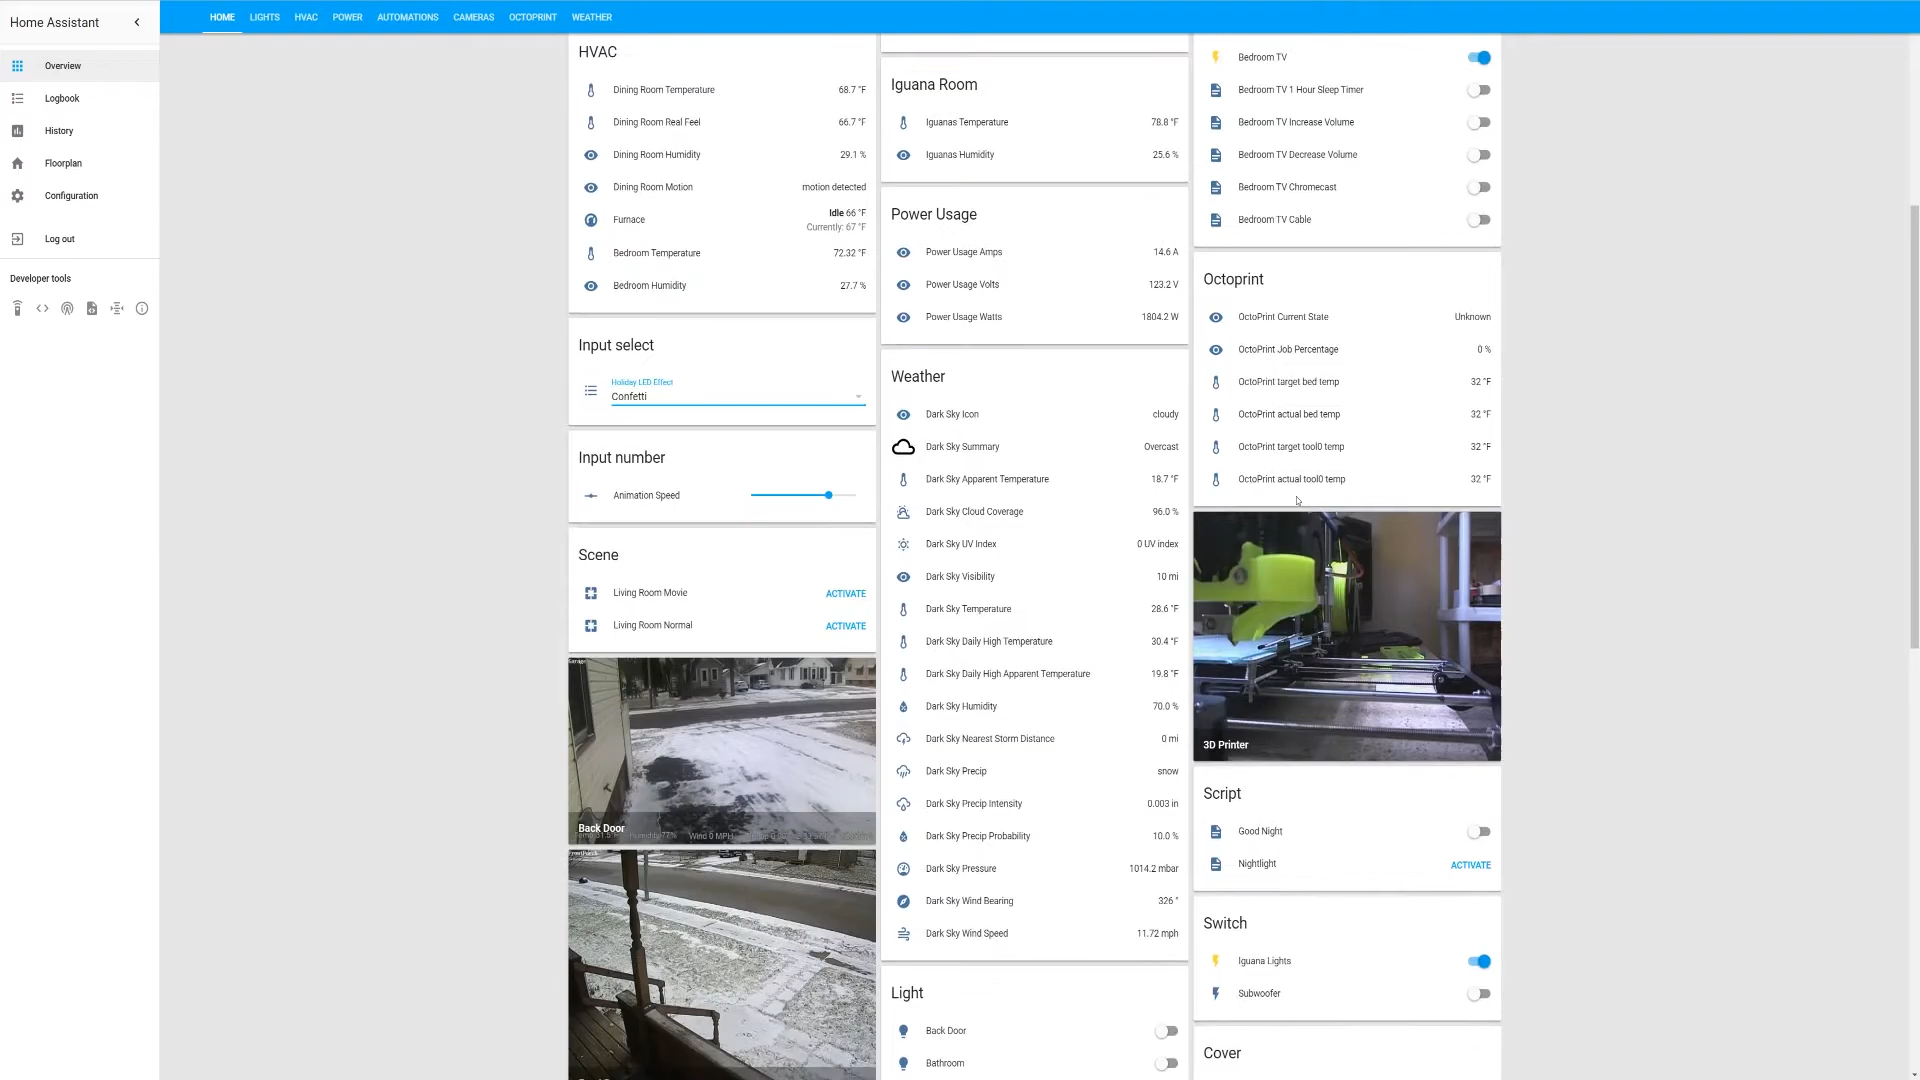 Home Assistant
HOME LIGHTS HVAC POWER AUTOMATIONS CAMERAS OCTOPRINT WEATHER
Overview
Logbook
History
Floorplan
Configuration
Log out
Developer tools
HVAC
Dining Room Temperature 68.7 °F
Dining Room Real Feel 66.7 °F
Dining Room Humidity 29.1 %
Dining Room Motion motion detected
Furnace Idle 66 °F
Currently: 67 °F
Bedroom Temperature 72.32 °F
Bedroom Humidity 27.7 %
Input select
Holiday LED Effect
Confetti
Input number
Animation Speed
Scene
Living Room Movie ACTIVATE
Living Room Normal ACTIVATE
Garage
Back Door
Humidity 77% Wind 0 MPH
Iguana Room
Iguanas Temperature 78.8 °F
Iguanas Humidity 25.6 %
Power Usage
Power Usage Amps 14.6 A
Power Usage Volts 123.2 V
Power Usage Watts 1804.2 W
Weather
Dark Sky Icon cloudy
Dark Sky Summary Overcast
Dark Sky Apparent Temperature 18.7 °F
Dark Sky Cloud Coverage 96.0 %
Dark Sky UV Index 0 UV index
Dark Sky Visibility 10 mi
Dark Sky Temperature 28.6 °F
Dark Sky Daily High Temperature 30.4 °F
Dark Sky Daily High Apparent Temperature 19.8 °F
Dark Sky Humidity 70.0 %
Dark Sky Nearest Storm Distance 0 mi
Dark Sky Precip snow
Dark Sky Precip Intensity 0.003 in
Dark Sky Precip Probability 10.0 %
Dark Sky Pressure 1014.2 mbar
Dark Sky Wind Bearing 326 °
Dark Sky Wind Speed 11.72 mph
Light
Back Door
Bathroom
Bedroom TV
Bedroom TV 1 Hour Sleep Timer
Bedroom TV Increase Volume
Bedroom TV Decrease Volume
Bedroom TV Chromecast
Bedroom TV Cable
Octoprint
OctoPrint Current State Unknown
OctoPrint Job Percentage 0 %
OctoPrint target bed temp 32 °F
OctoPrint actual bed temp 32 °F
OctoPrint target tool0 temp 32 °F
OctoPrint actual tool0 temp 32 °F
3D Printer
Script
Good Night
Nightlight ACTIVATE
Switch
Iguana Lights
Subwoofer
Cover